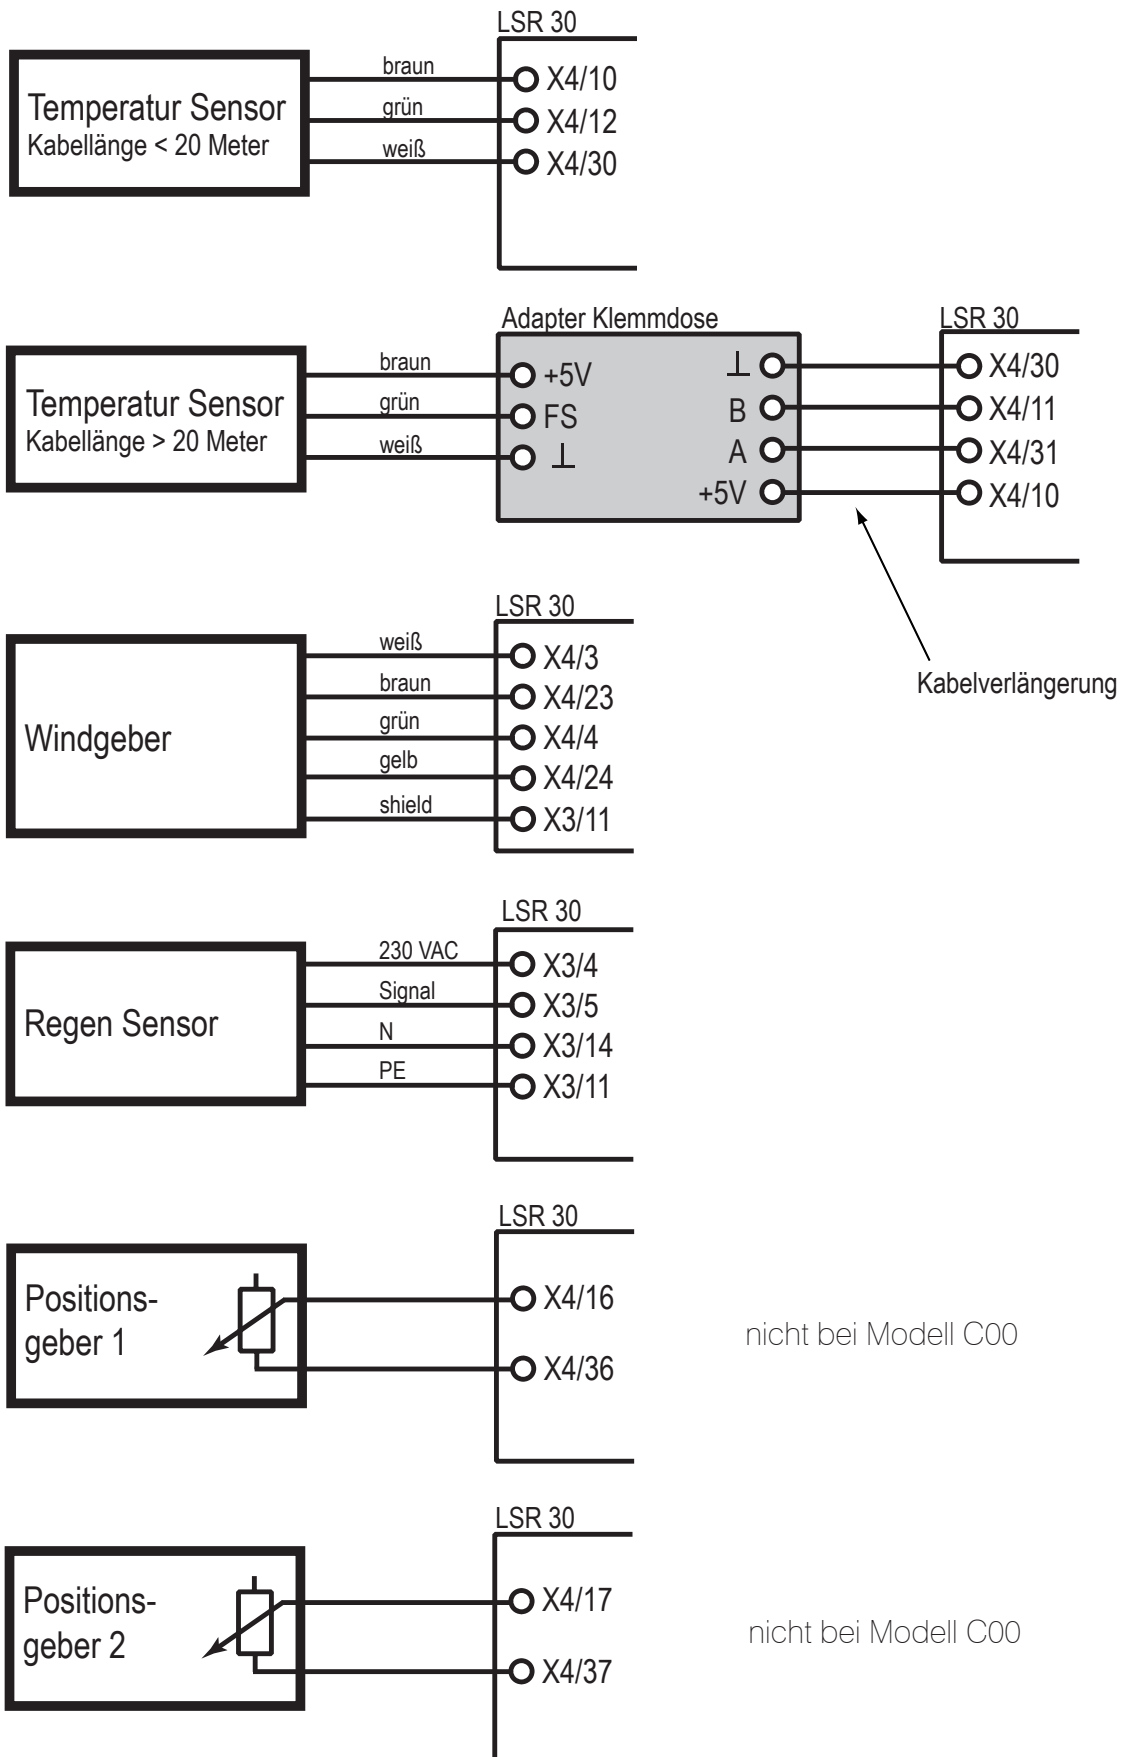 LSR 30
Temperatur Sensor
Kabellänge < 20 Meter
braun
grün
weiß
X4/10
X4/12
X4/30
Adapter Klemmdose
LSR 30
Temperatur Sensor
Kabellänge > 20 Meter
braun
grün
weiß
+5V
FS
⊥
⊥
B
A
+5V
X4/30
X4/11
X4/31
X4/10
Kabelverlängerung
LSR 30
Windgeber
weiß
braun
grün
gelb
shield
X4/3
X4/23
X4/4
X4/24
X3/11
LSR 30
Regen Sensor
230 VAC
Signal
N
PE
X3/4
X3/5
X3/14
X3/11
LSR 30
Positions-
geber 1
X4/16
X4/36
nicht bei Modell C00
LSR 30
Positions-
geber 2
X4/17
X4/37
nicht bei Modell C00